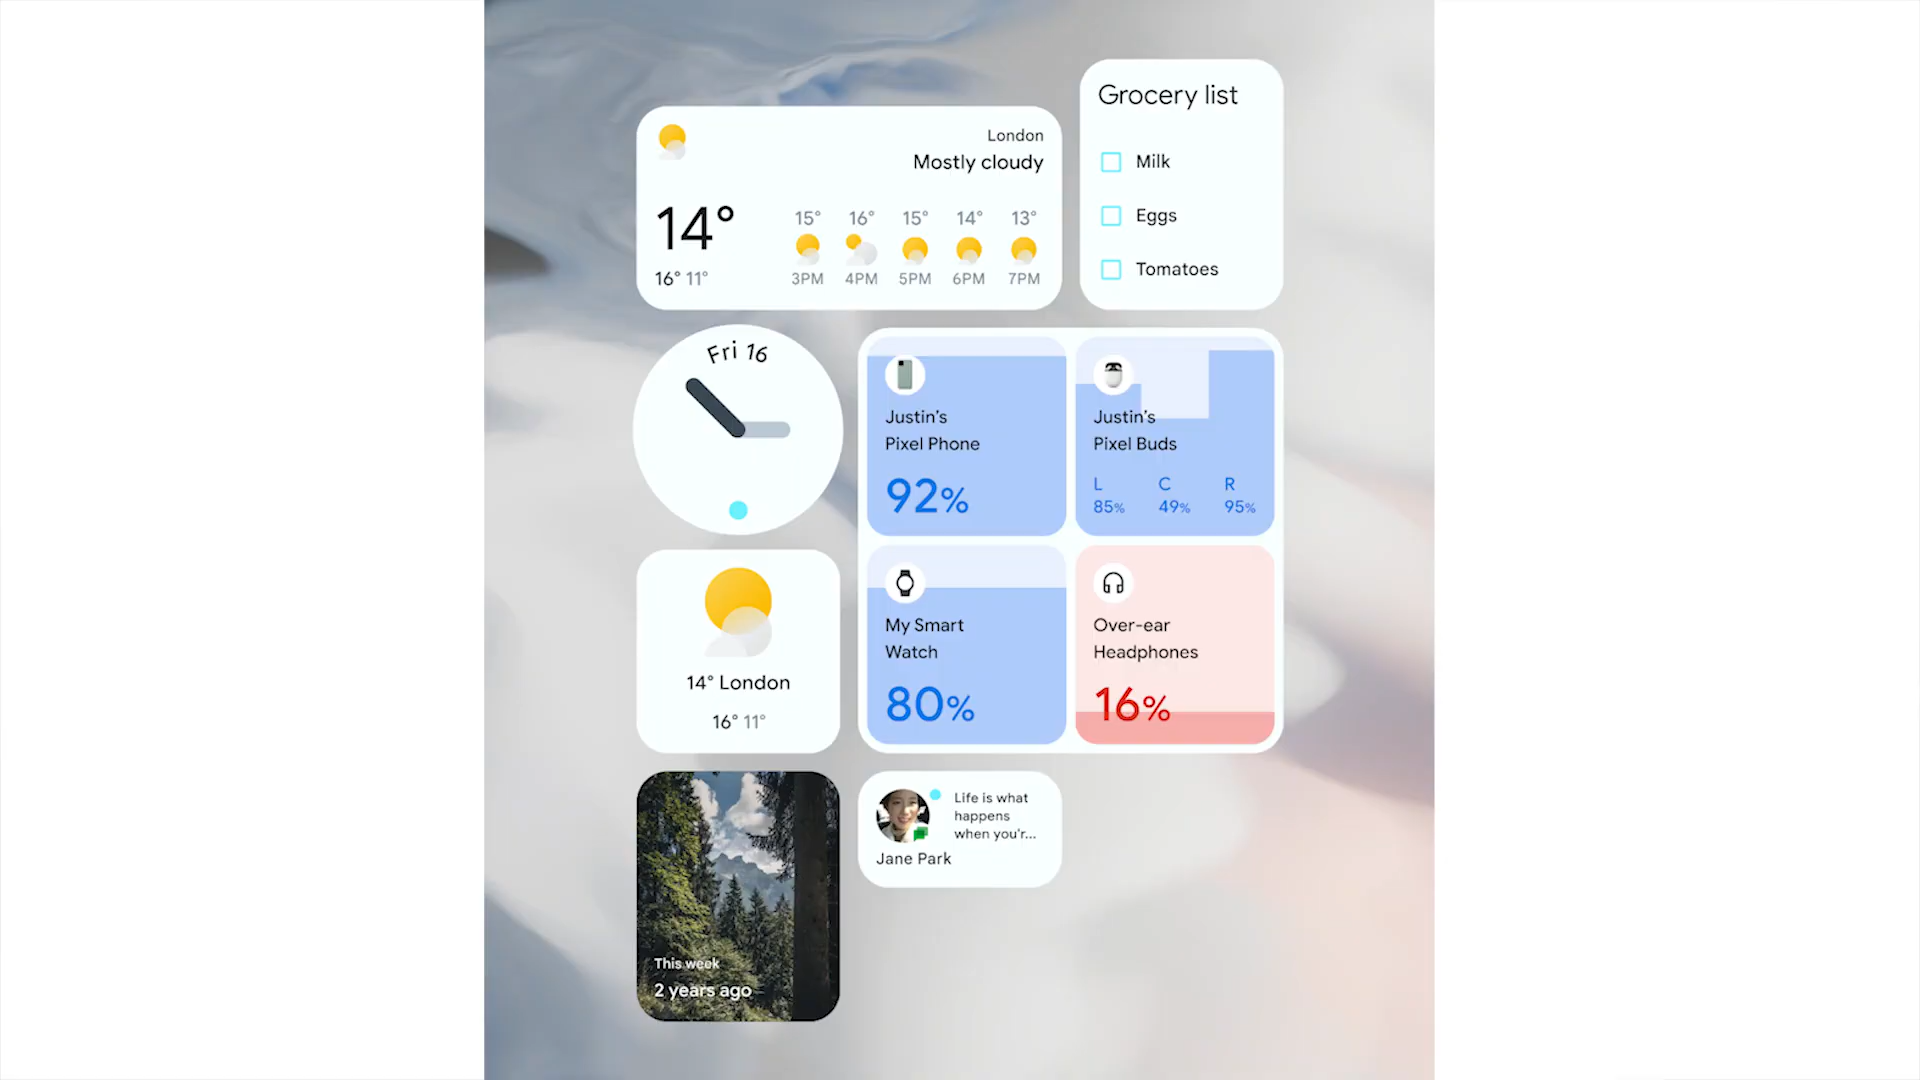 Grocery list
Milk
Eggs
Tomatoes
London
Mostly cloudy
14°
16° 11°
15° 16° 15° 14° 13°
3PM 4PM 5PM 6PM 7PM
Fri 16
Justin's
Pixel Phone
92%
Justin's
Pixel Buds
L C R
85% 49% 95%
14° London
16° 11°
My Smart
Watch
80%
Over-ear
Headphones
16%
This week
2 years ago
Life is what
happens
when you'r...
Jane Park